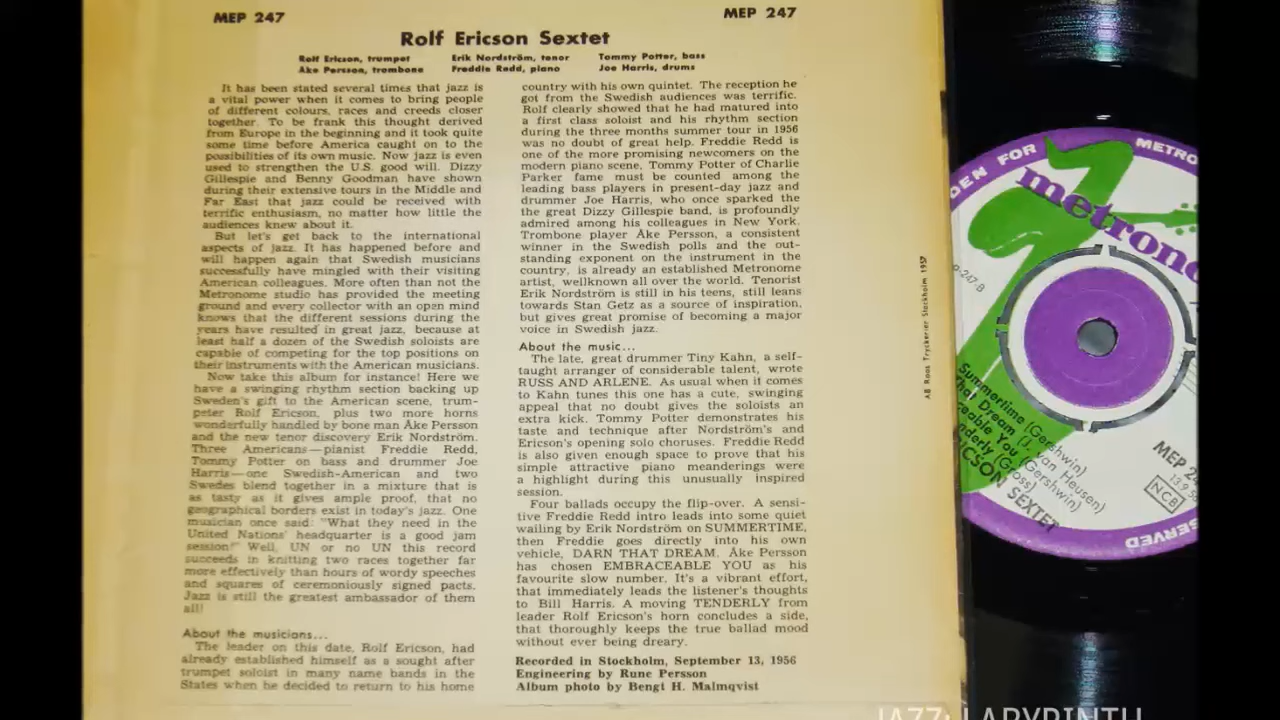 MEP 247
MEP 247
Rolf Ericson Sextet
Rolf Ericson, trumpet
Erik Nordström, tenor
Tommy Potter, bass
Åke Persson, trombone
Freddie Redd, piano
Joe Harris, drums
It has been stated several times that jazz is
a vital power when it comes to bring people
of different colours, races and creeds closer
together. To be frank this thought derived
from Europe in the beginning and it took quite
some time before America caught on to the
possibilities of its own music. Now jazz is even
used to strengthen the U.S. good will. Dizzy
Gillespie and Benny Goodman have shown
during their extensive tours in the Middle and
Far East that jazz could be received with
terrific enthusiasm, no matter how little the
audiences knew about it.
But let's get back to the international
aspects of jazz. It has happened before and
will happen again that Swedish musicians
successfully have mingled with their visiting
American colleagues. More often than not the
Metronome studio has provided the meeting
ground and every collector with an open mind
knows that the different sessions during the
years have resulted in great jazz, because at
least half a dozen of the Swedish soloists are
capable of competing for the top positions on
their instruments with the American musicians.
Now take this album for instance! Here we
have a swinging rhythm section backing up
Sweden's gift to the American scene, trum-
peter Rolf Ericson, plus two more horns
wonderfully handled by bone man Åke Persson
and the new tenor discovery Erik Nordström.
Three Americans—pianist Freddie Redd,
Tommy Potter on bass and drummer Joe
Harris—one Swedish-American and two
Swedes blend together in a mixture that is
as tasty as it gives ample proof, that no
geographical borders exist in today's jazz. One
musician once said: "What they need in the
United Nations' headquarter is a good jam
session!" Well, UN or no UN this record
succeeds in knitting two races together far
more effectively than hours of wordy speeches
and squares of ceremoniously signed pacts.
Jazz is still the greatest ambassador of them
all!
About the musicians...
The leader on this date, Rolf Ericson, had
already established himself as a sought after
trumpet soloist in many name bands in the
States when he decided to return to his home
country with his own quintet. The reception he
got from the Swedish audiences was terrific.
Rolf clearly showed that he had matured into
a first class soloist and his rhythm section
during the three months summer tour in 1956
was no doubt of great help. Freddie Redd is
one of the more promising newcomers on the
modern piano scene, Tommy Potter of Charlie
Parker fame must be counted among the
leading bass players in present-day jazz and
drummer Joe Harris, who once sparked the
the great Dizzy Gillespie band, is profoundly
admired among his colleagues in New York.
Trombone player Åke Persson, a consistent
winner in the Swedish polls and the out-
standing exponent on the instrument in the
country, is already an established Metronome
artist, wellknown all over the world. Tenorist
Erik Nordström is still in his teens, still leans
towards Stan Getz as a source of inspiration,
but gives great promise of becoming a major
voice in Swedish jazz.
About the music...
The late, great drummer Tiny Kahn, a self-
taught arranger of considerable talent, wrote
RUSS AND ARLENE. As usual when it comes
to Kahn tunes this one has a cute, swinging
appeal that no doubt gives the soloists an
extra kick. Tommy Potter demonstrates his
taste and technique after Nordström's and
Ericson's opening solo choruses. Freddie Redd
is also given enough space to prove that his
simple attractive piano meanderings were
a highlight during this unusually inspired
session.
Four ballads occupy the flip-over. A sensi-
tive Freddie Redd intro leads into some quiet
wailing by Erik Nordström on SUMMERTIME,
then Freddie goes directly into his own
vehicle, DARN THAT DREAM. Åke Persson
has chosen EMBRACEABLE YOU as his
favourite slow number. It's a vibrant effort,
that immediately leads the listener's thoughts
to Bill Harris. A moving TENDERLY from
leader Rolf Ericson's horn concludes a side,
that thoroughly keeps the true ballad mood
without ever being dreary.
Recorded in Stockholm, September 13, 1956
Engineering by Rune Persson
Album photo by Bengt H. Malmqvist
AB Roos Tryckerier Stockholm 1957
DEN FOR METRO
metrono
p-247-B
Summertime (Gershwin)
That Dream (J. van Heusen)
ceable You (Gershwin)
nderly (Gross)
ICSON SEXTET
MEP 24
NCB
SERVED
JAZZ LABYRINTH